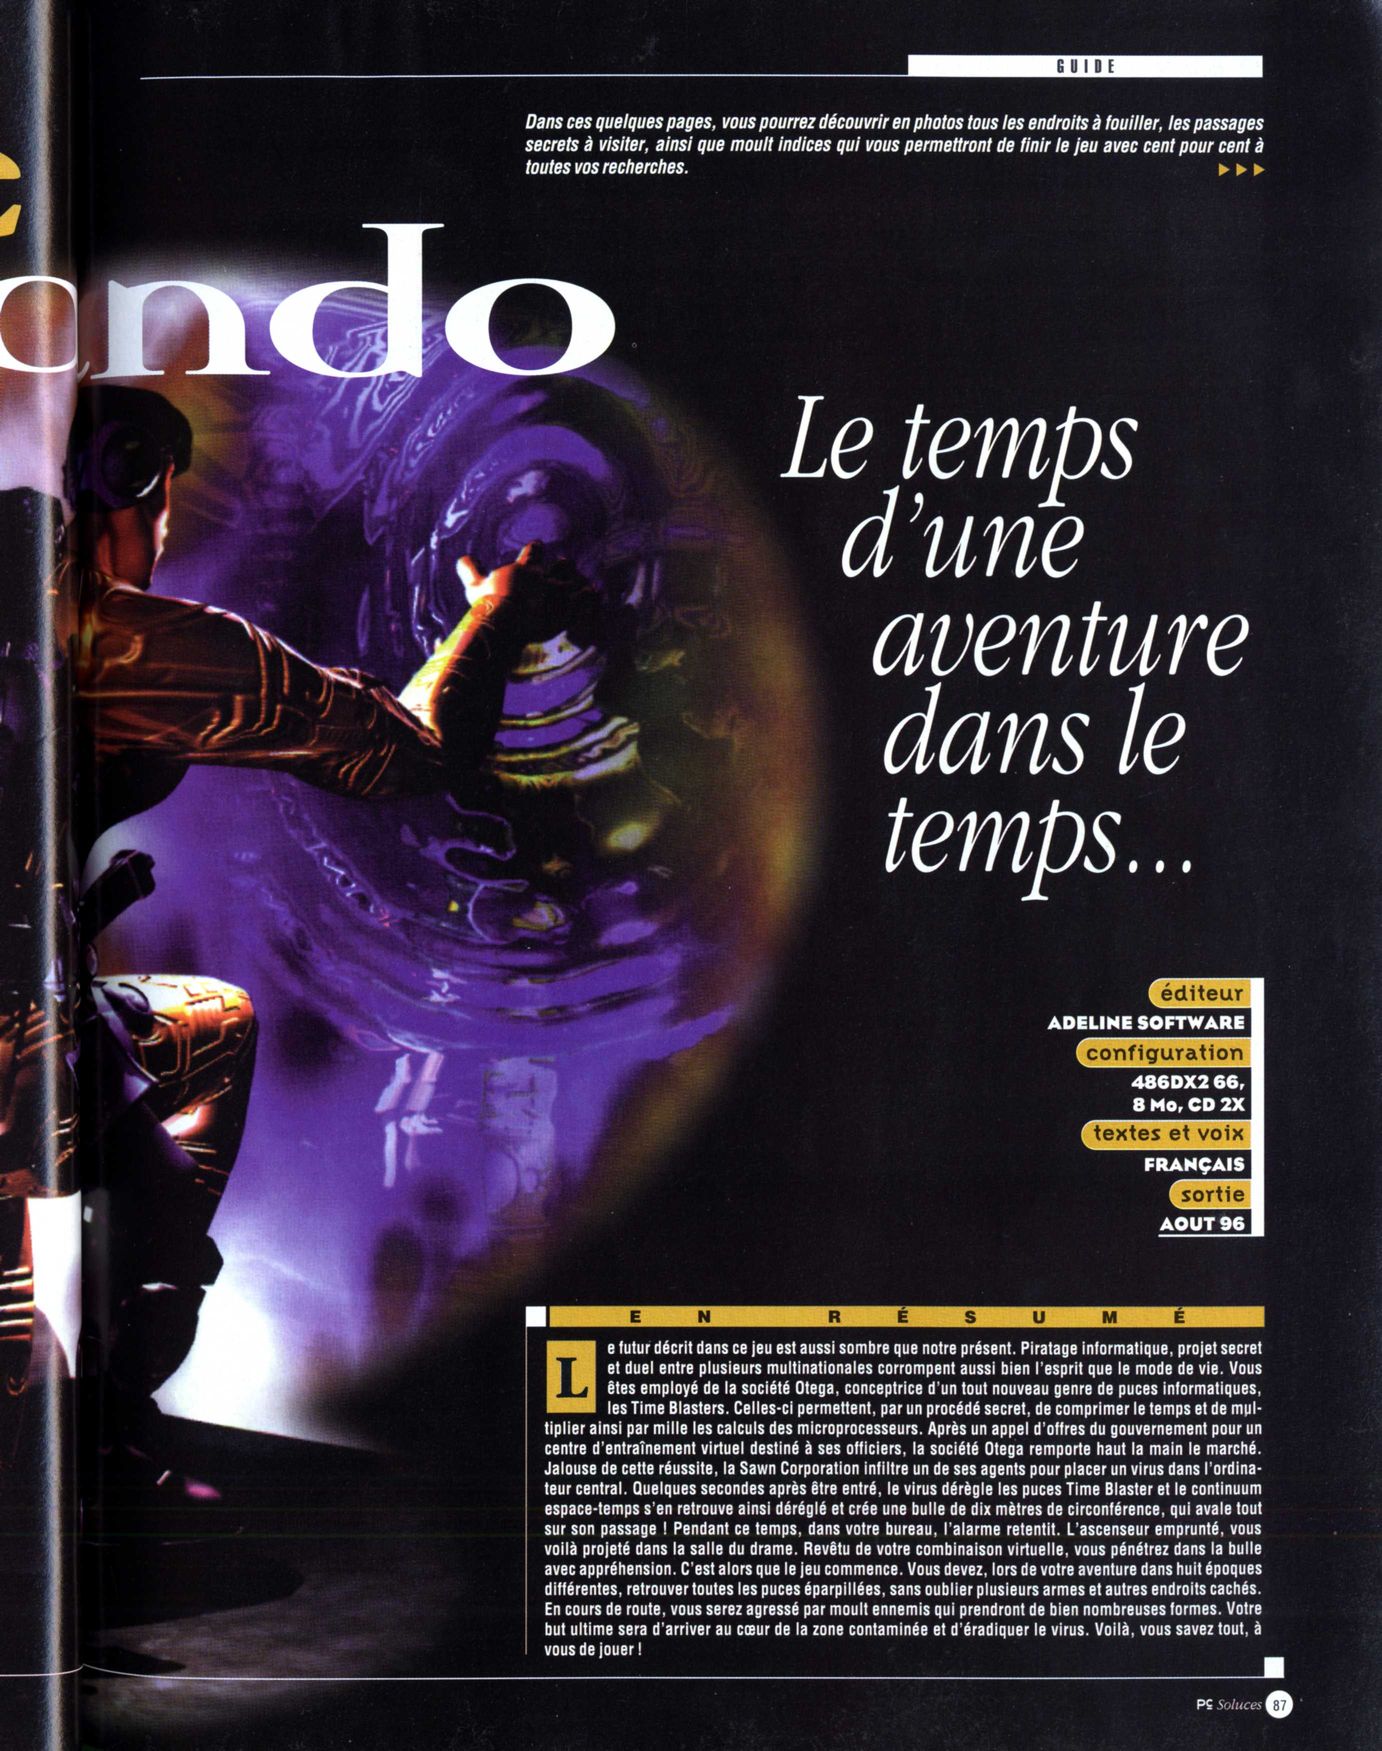 GUIDE
Dans ces quelques pages, vous pourrez découvrir en photos tous les endroits à fouiller, les passages
secrets à visiter, ainsi que moult indices qui vous permettront de finir le jeu avec cent pour cent à
toutes vos recherches.
ando
Le temps
d'une
aventure
dans le
temps...
éditeur
ADELINE SOFTWARE
configuration
486DX2 66,
8 Mo, CD 2X
textes et voix
FRANÇAIS
sortie
AOUT 96
EN RÉSUMÉ
Le futur décrit dans ce jeu est aussi sombre que notre présent. Piratage informatique, projet secret
et duel entre plusieurs multinationales corrompent aussi bien l'esprit que le mode de vie. Vous
êtes employé de la société Otega, conceptrice d'un tout nouveau genre de puces informatiques,
les Time Blasters. Celles-ci permettent, par un procédé secret, de comprimer le temps et de mul-
tiplier ainsi par mille les calculs des microprocesseurs. Après un appel d'offres du gouvernement pour un
centre d'entraînement virtuel destiné à ses officiers, la société Otega remporte haut la main le marché.
Jalouse de cette réussite, la Sawn Corporation infiltre un de ses agents pour placer un virus dans l'ordina-
teur central. Quelques secondes après être entré, le virus dérègle les puces Time Blaster et le continuum
espace-temps s'en retrouve ainsi déréglé et crée une bulle de dix mètres de circonférence, qui avale tout
sur son passage ! Pendant ce temps, dans votre bureau, l'alarme retentit. L'ascenseur emprunté, vous
voilà projeté dans la salle du drame. Revêtu de votre combinaison virtuelle, vous pénétrez dans la bulle
avec appréhension. C'est alors que le jeu commence. Vous devez, lors de votre aventure dans huit époques
différentes, retrouver toutes les puces éparpillées, sans oublier plusieurs armes et autres endroits cachés.
En cours de route, vous serez agressé par moult ennemis qui prendront de bien nombreuses formes. Votre
but ultime sera d'arriver au cœur de la zone contaminée et d'éradiquer le virus. Voilà, vous savez tout, à
vous de jouer !
PC Soluces 87